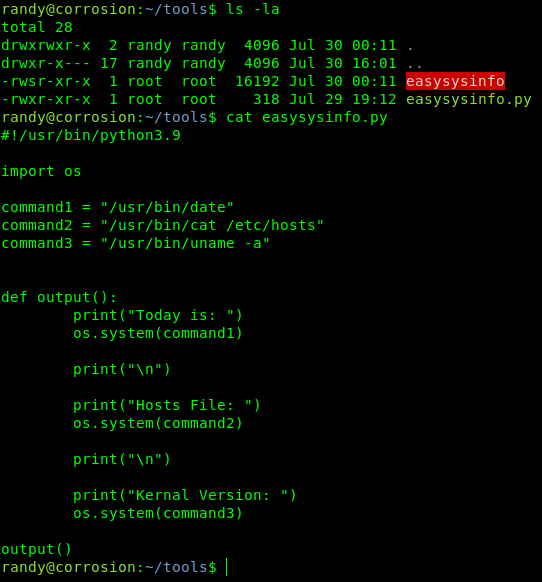 randy@corrosion:~/tools$ ls -la
total 28
drwxrwxr-x  2 randy randy  4096 Jul 30 00:11 .
drwxr-x--- 17 randy randy  4096 Jul 30 16:01 ..
-rwsr-xr-x  1 root  root  16192 Jul 30 00:11 easysysinfo
-rwxr-xr-x  1 root  root    318 Jul 29 19:12 easysysinfo.py
randy@corrosion:~/tools$ cat easysysinfo.py
#!/usr/bin/python3.9

import os

command1 = "/usr/bin/date"
command2 = "/usr/bin/cat /etc/hosts"
command3 = "/usr/bin/uname -a"


def output():
        print("Today is: ")
        os.system(command1)

        print("\n")

        print("Hosts File: ")
        os.system(command2)

        print("\n")

        print("Kernal Version: ")
        os.system(command3)

output()
randy@corrosion:~/tools$